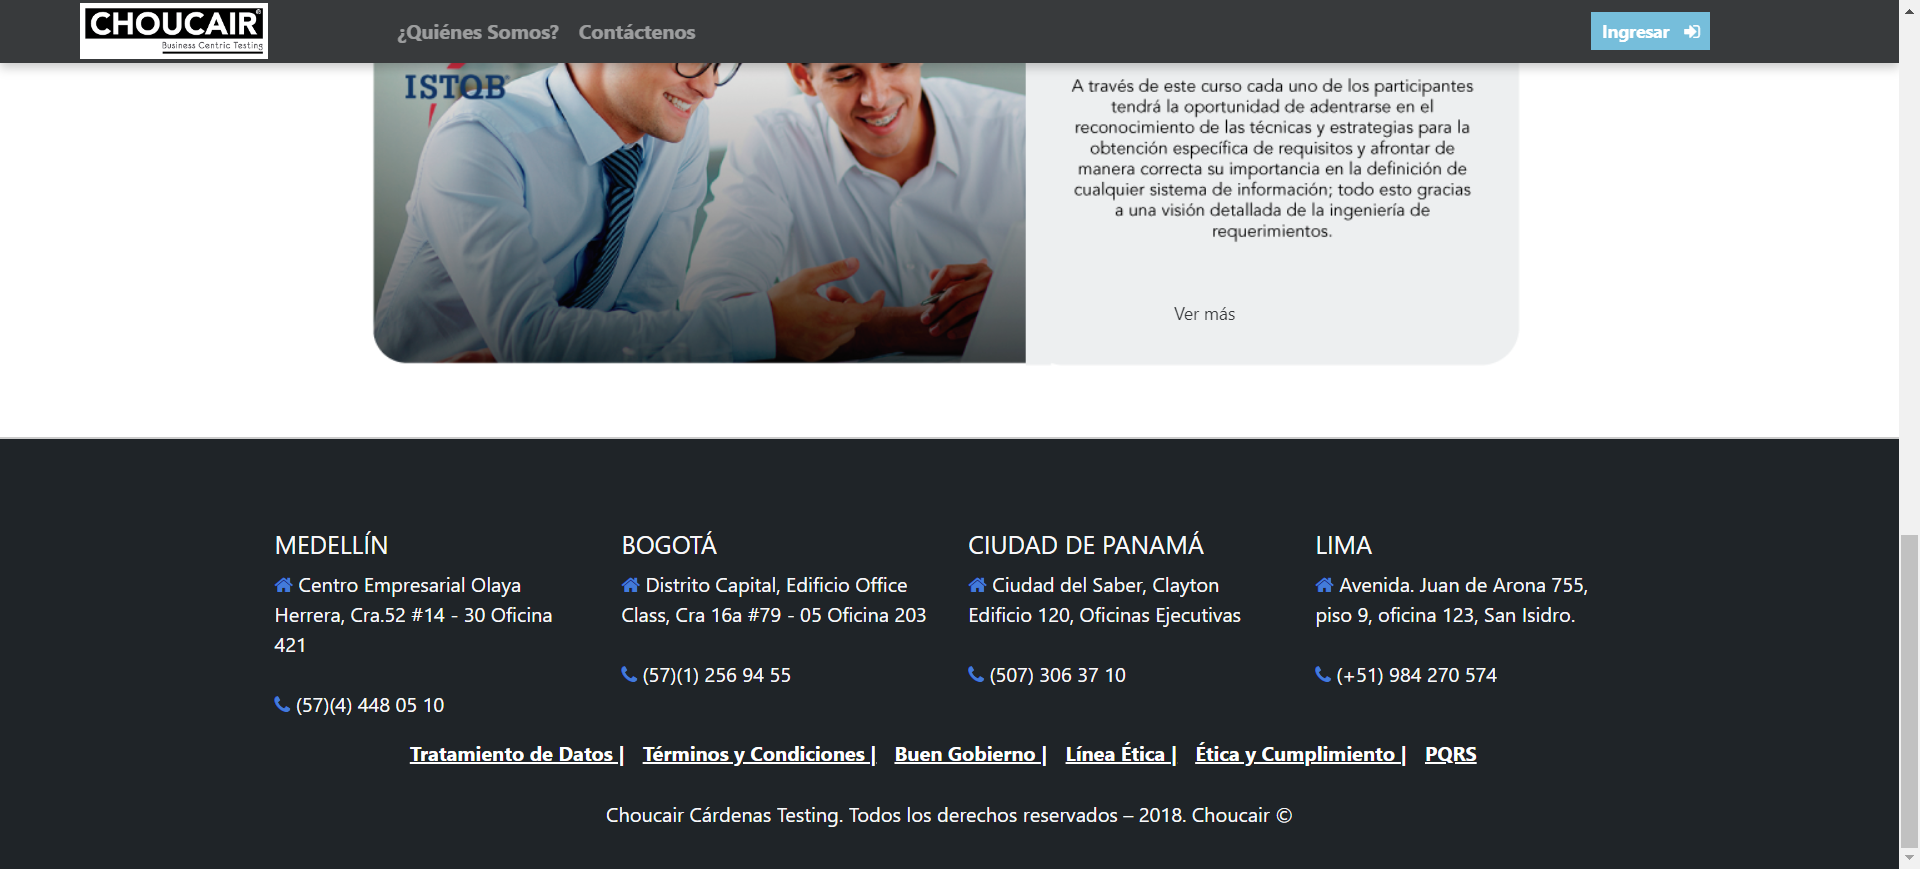 CHOUCAIR®
Business Centric Testing
¿Quiénes Somos? Contáctenos
Ingresar
ISTQB®
A través de este curso cada uno de los participantes
tendrá la oportunidad de adentrarse en el
reconocimiento de las técnicas y estrategias para la
obtención específica de requisitos y afrontar de
manera correcta su importancia en la definición de
cualquier sistema de información; todo esto gracias
a una visión detallada de la ingeniería de
requerimientos.
Ver más
MEDELLÍN
Centro Empresarial Olaya
Herrera, Cra.52 #14 - 30 Oficina
421
(57)(4) 448 05 10
BOGOTÁ
Distrito Capital, Edificio Office
Class, Cra 16a #79 - 05 Oficina 203
(57)(1) 256 94 55
CIUDAD DE PANAMÁ
Ciudad del Saber, Clayton
Edificio 120, Oficinas Ejecutivas
(507) 306 37 10
LIMA
Avenida. Juan de Arona 755,
piso 9, oficina 123, San Isidro.
(+51) 984 270 574
Tratamiento de Datos | Términos y Condiciones | Buen Gobierno | Línea Ética | Ética y Cumplimiento | PQRS
Choucair Cárdenas Testing. Todos los derechos reservados – 2018. Choucair ©